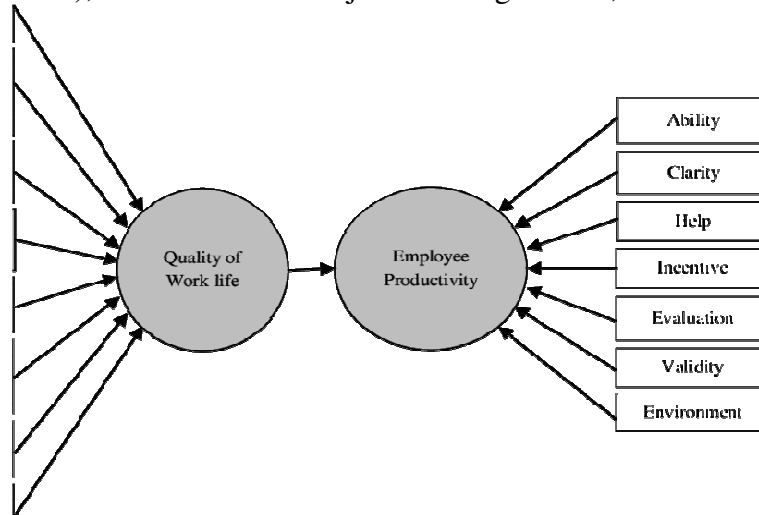 Quality of
Work life
Employee
Productivity
Ability
Clarity
Help
Incentive
Evaluation
Validity
Environment